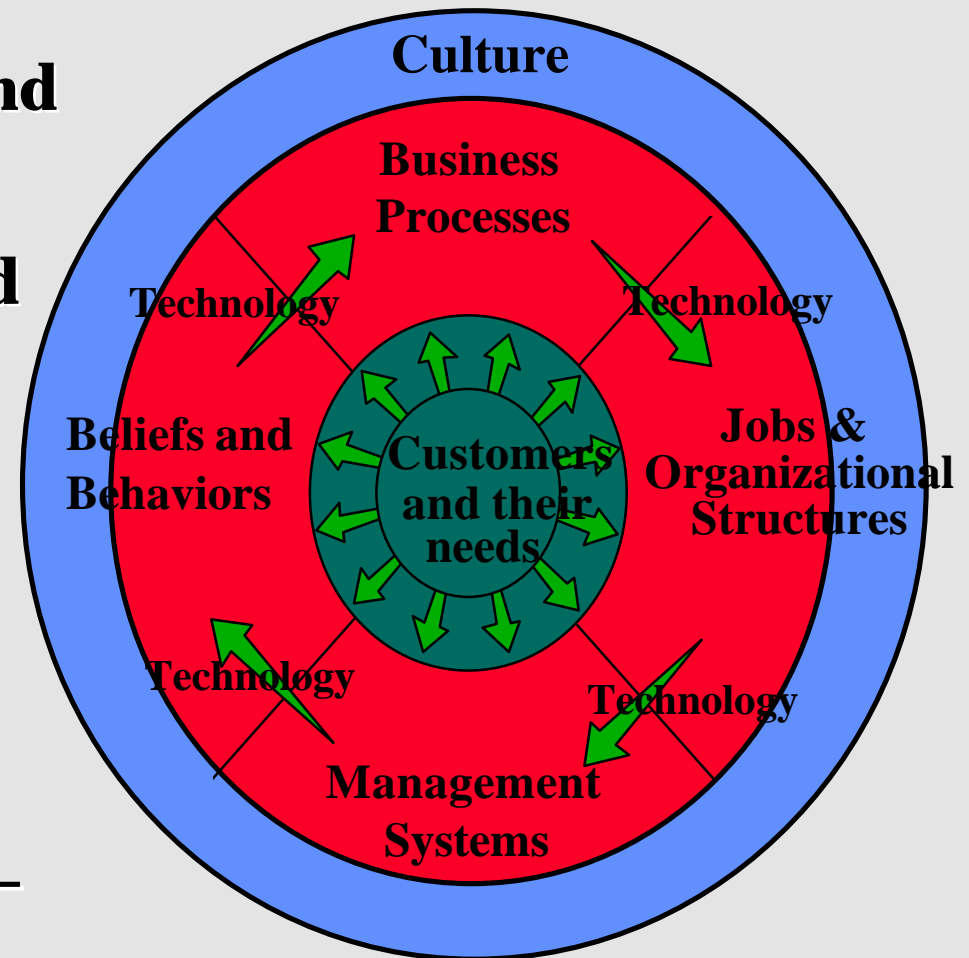 nd
d
Culture
Business
Processes
Technology
Technology
Beliefs and
Behaviors
Customers
and their
needs
Jobs &
Organizational
Structures
Technology
Technology
Management
Systems